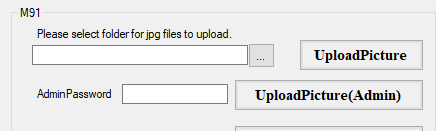 M91
Please select folder for jpg files to upload.
... UploadPicture
AdminPassword UploadPicture(Admin)